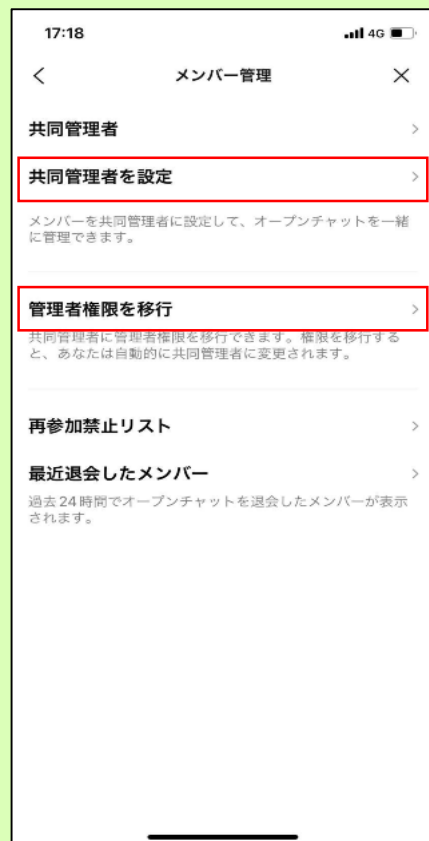 17:18
4G
メンバー管理
共同管理者
共同管理者を設定
メンバーを共同管理者に設定して、オープンチャットを一緒
に管理できます。
管理者権限を移行
共同管理者に管理者権限を移行できます。権限を移行する
と、あなたは自動的に共同管理者に変更されます。
再参加禁止リスト
最近退会したメンバー
過去24時間でオープンチャットを退会したメンバーが表示
されます。